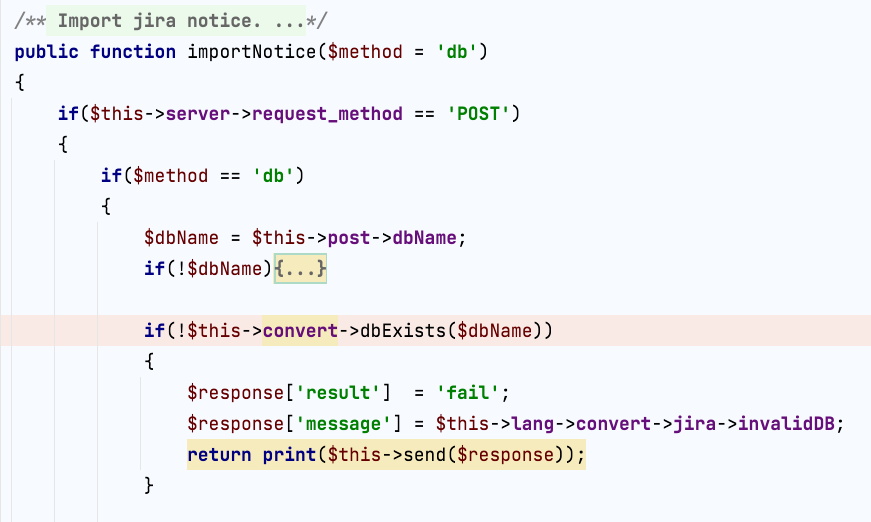 /** Import jira notice. ...*/
public function importNotice($method = 'db')
{
    if($this->server->request_method == 'POST')
    {
        if($method == 'db')
        {
            $dbName = $this->post->dbName;
            if(!$dbName){...}

            if(!$this->convert->dbExists($dbName))
            {
                $response['result']  = 'fail';
                $response['message'] = $this->lang->convert->jira->invalidDB;
                return print($this->send($response));
            }